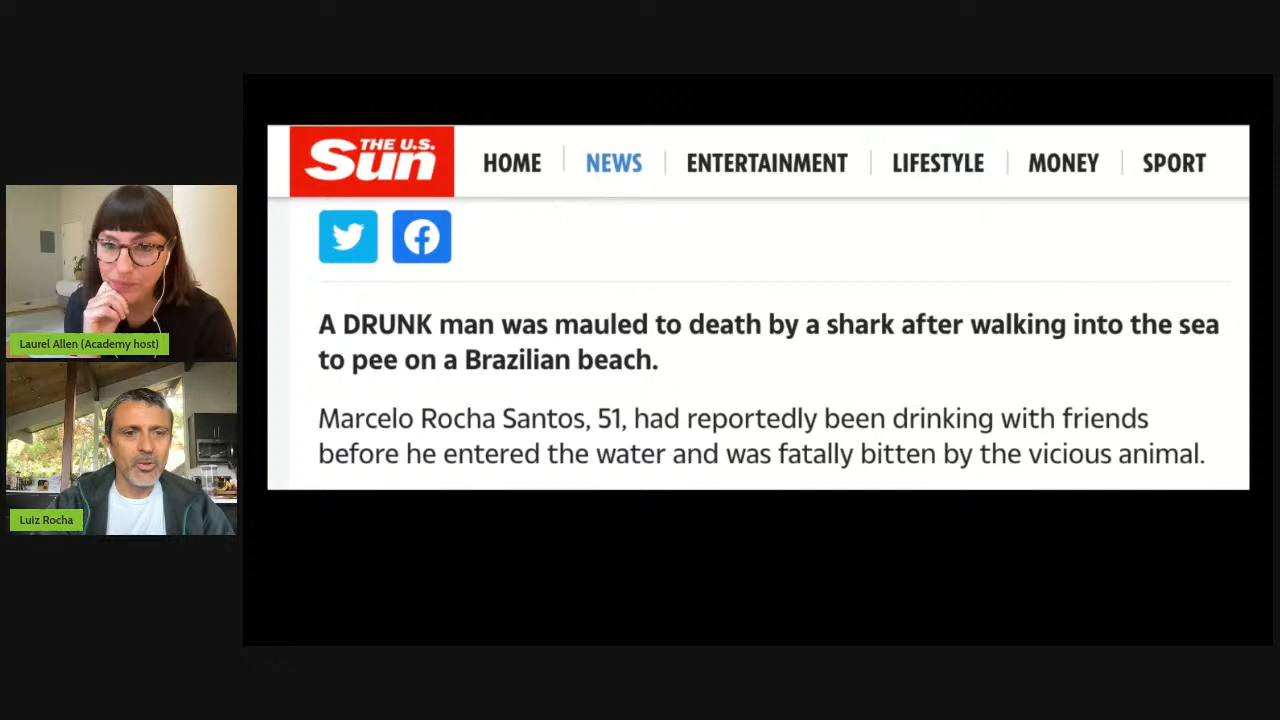 THE U.S.
Sun
HOME
NEWS
ENTERTAINMENT
LIFESTYLE
MONEY
SPORT
A DRUNK man was mauled to death by a shark after walking into the sea
to pee on a Brazilian beach.
Marcelo Rocha Santos, 51, had reportedly been drinking with friends
before he entered the water and was fatally bitten by the vicious animal.
Laurel Allen (Academy host)
Luiz Rocha